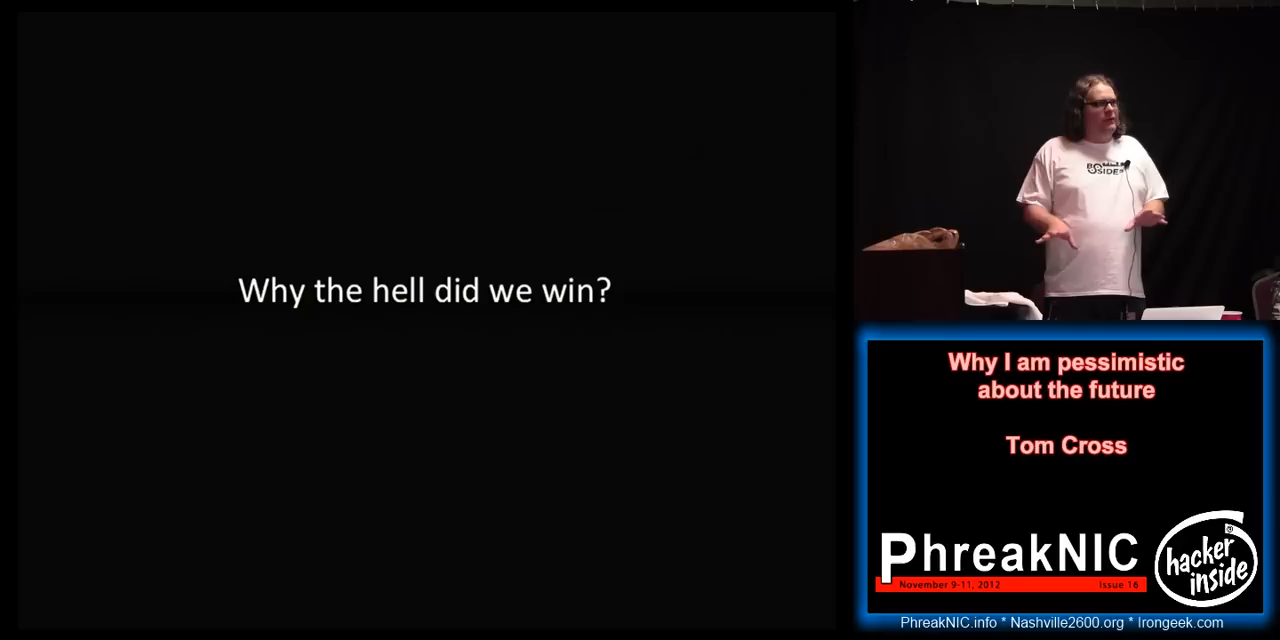 Why the hell did we win?
BSIDES
Why I am pessimistic
about the future
Tom Cross
PhreakNIC
November 9-11, 2012 Issue 16
hacker
inside
PhreakNIC.info * Nashville2600.org * Irongeek.com